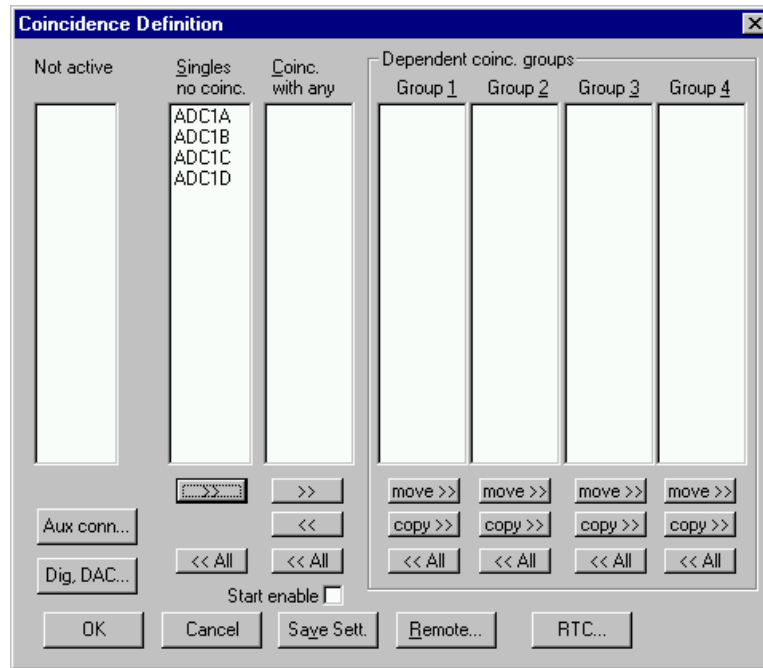 Coincidence Definition
Not active
Singles
no coinc.
Coinc.
with any
Dependent coinc. groups
Group 1
Group 2
Group 3
Group 4
ADC1A
ADC1B
ADC1C
ADC1D
>> >> move >> move >> move >> move >>
Aux conn... << copy >> copy >> copy >> copy >>
<< All << All << All << All << All << All
Dig, DAC...
Start enable
OK Cancel Save Sett. Remote... RTC...